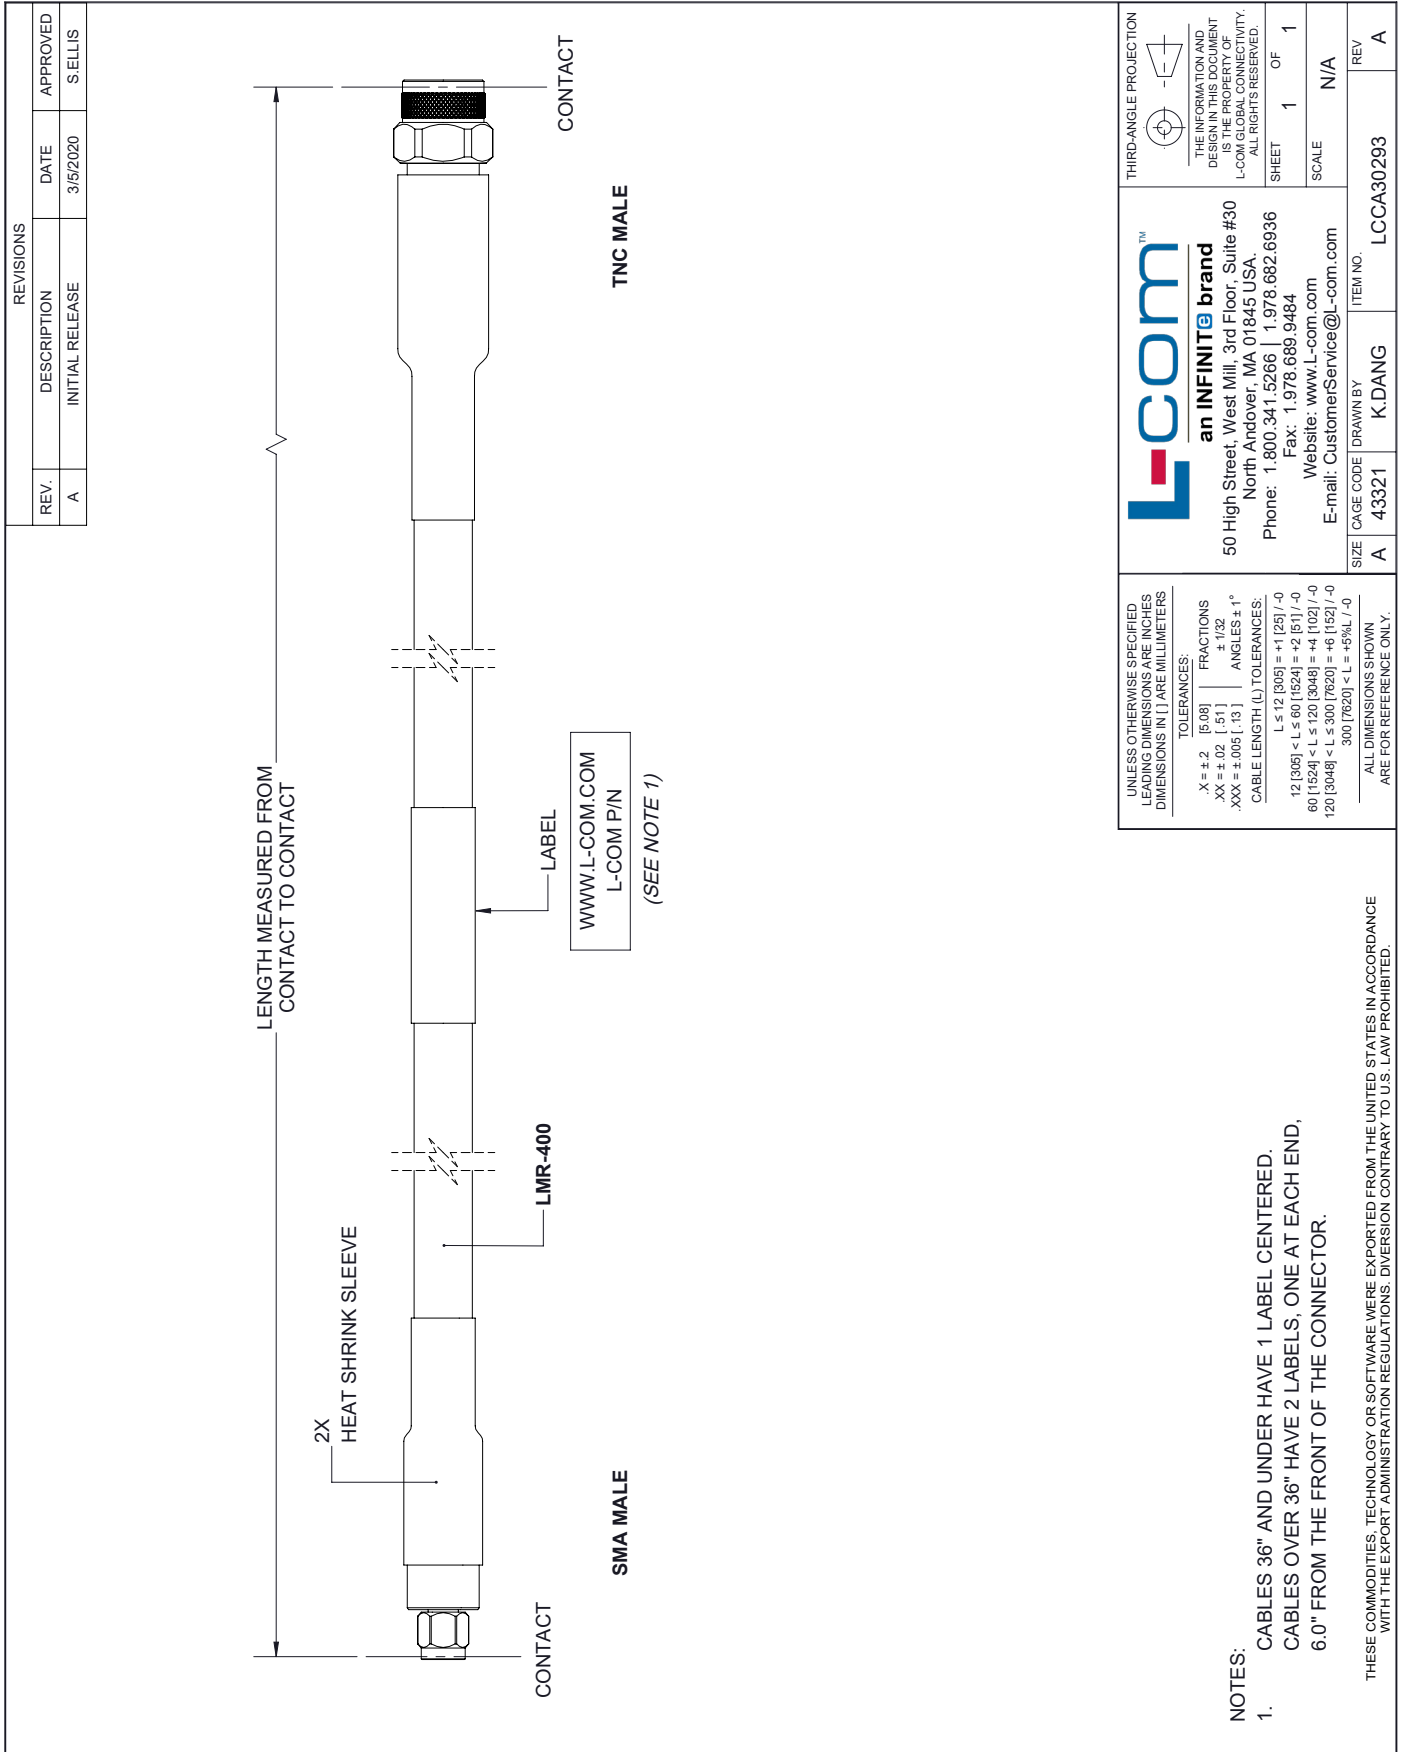 REVISIONS
REV. DESCRIPTION DATE APPROVED
A INITIAL RELEASE 3/5/2020 S.ELLIS
LENGTH MEASURED FROM
CONTACT TO CONTACT
2X
HEAT SHRINK SLEEVE
CONTACT
CONTACT
LMR-400
LABEL
WWW.L-COM.COM
L-COM P/N
(SEE NOTE 1)
SMA MALE
TNC MALE
NOTES:
1. CABLES 36" AND UNDER HAVE 1 LABEL CENTERED.
CABLES OVER 36" HAVE 2 LABELS, ONE AT EACH END,
6.0" FROM THE FRONT OF THE CONNECTOR.
THESE COMMODITIES, TECHNOLOGY OR SOFTWARE WERE EXPORTED FROM THE UNITED STATES IN ACCORDANCE
WITH THE EXPORT ADMINISTRATION REGULATIONS. DIVERSION CONTRARY TO U.S. LAW PROHIBITED.
UNLESS OTHERWISE SPECIFIED
LEADING DIMENSIONS ARE INCHES
DIMENSIONS IN [ ] ARE MILLIMETERS
TOLERANCES:
.X = ±.2 [5.08] FRACTIONS
.XX = ±.02 [.51] ± 1/32
.XXX = ±.005 [.13] ANGLES ± 1°
CABLE LENGTH (L) TOLERANCES:
L ≤ 12 [305] = +1 [25] / -0
12 [305] < L ≤ 60 [1524] = +2 [51] / -0
60 [1524] < L ≤ 120 [3048] = +4 [102] / -0
120 [3048] < L ≤ 300 [7620] = +6 [152] / -0
300 [7620] < L = +5%L / -0
ALL DIMENSIONS SHOWN
ARE FOR REFERENCE ONLY.
L-com™
an INFINITe brand
50 High Street, West Mill, 3rd Floor, Suite #30
North Andover, MA 01845 USA.
Phone: 1.800.341.5266 | 1.978.682.6936
Fax: 1.978.689.9484
Website: www.L-com.com
E-mail: CustomerService@L-com.com
THIRD-ANGLE PROJECTION
THE INFORMATION AND
DESIGN IN THIS DOCUMENT
IS THE PROPERTY OF
L-COM GLOBAL CONNECTIVITY.
ALL RIGHTS RESERVED.
SHEET 1 OF 1
SCALE N/A
SIZE CAGE CODE DRAWN BY ITEM NO. REV
A 43321 K.DANG LCCA30293 A